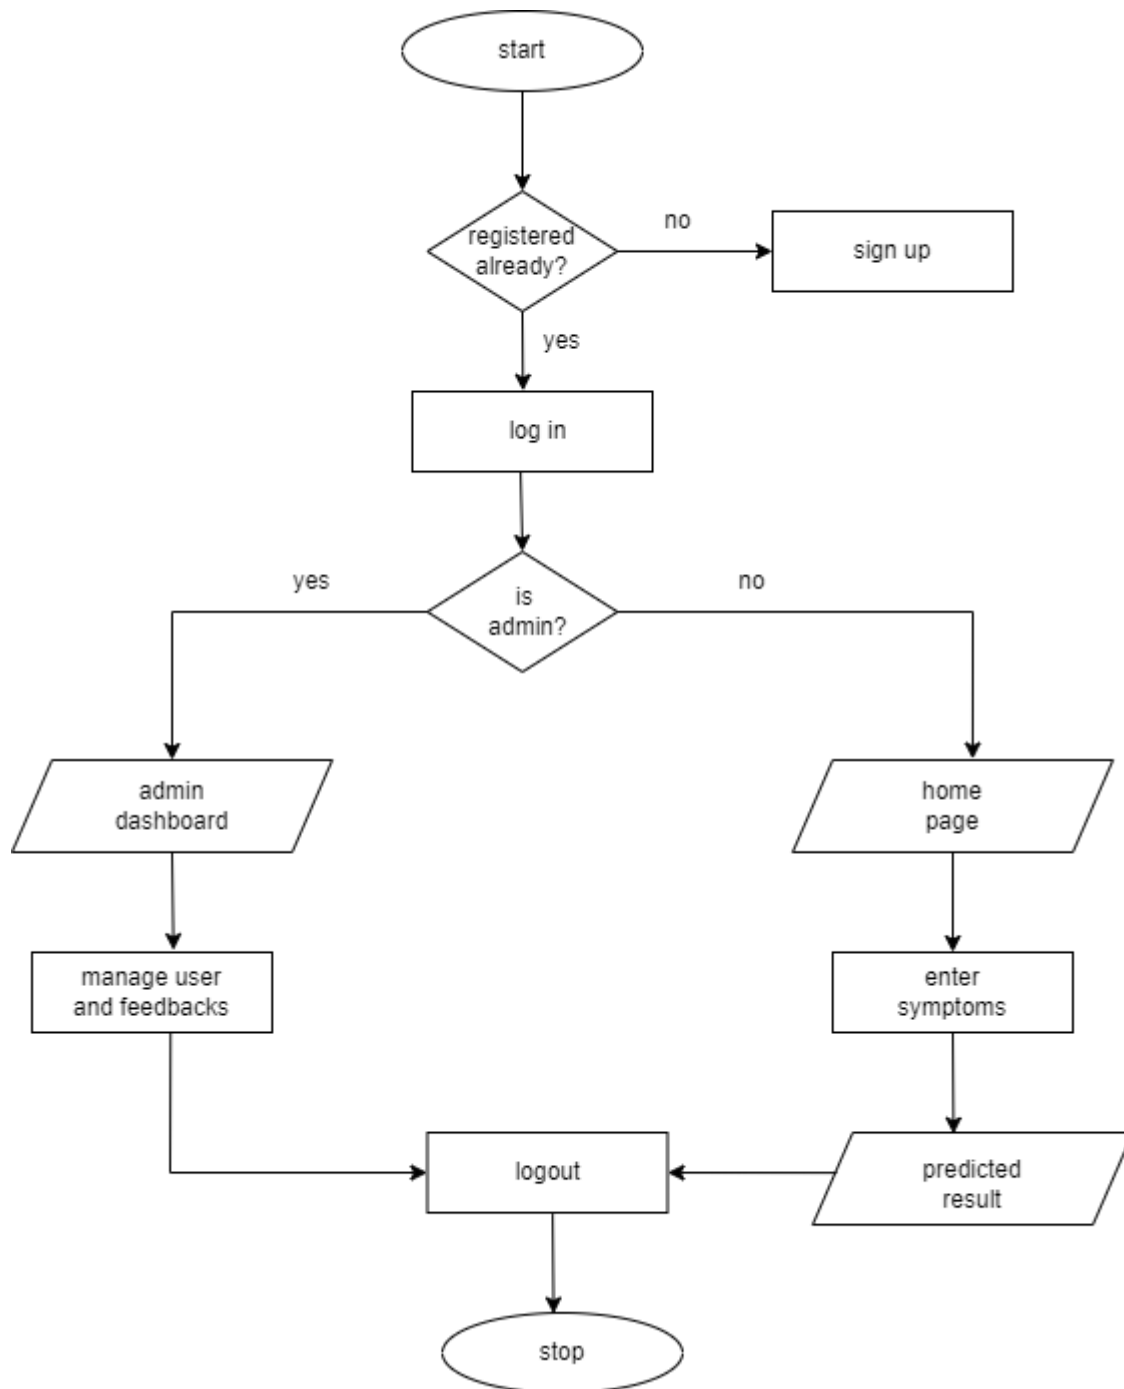 start
registered
already?
no
sign up
yes
log in
yes
is
admin?
no
admin
dashboard
home
page
manage user
and feedbacks
enter
symptoms
logout
predicted
result
stop